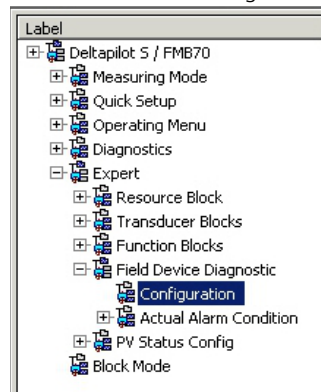 Label
Deltapilot S / FMB70
Measuring Mode
Quick Setup
Operating Menu
Diagnostics
Expert
Resource Block
Transducer Blocks
Function Blocks
Field Device Diagnostic
Configuration
Actual Alarm Condition
PV Status Config
Block Mode